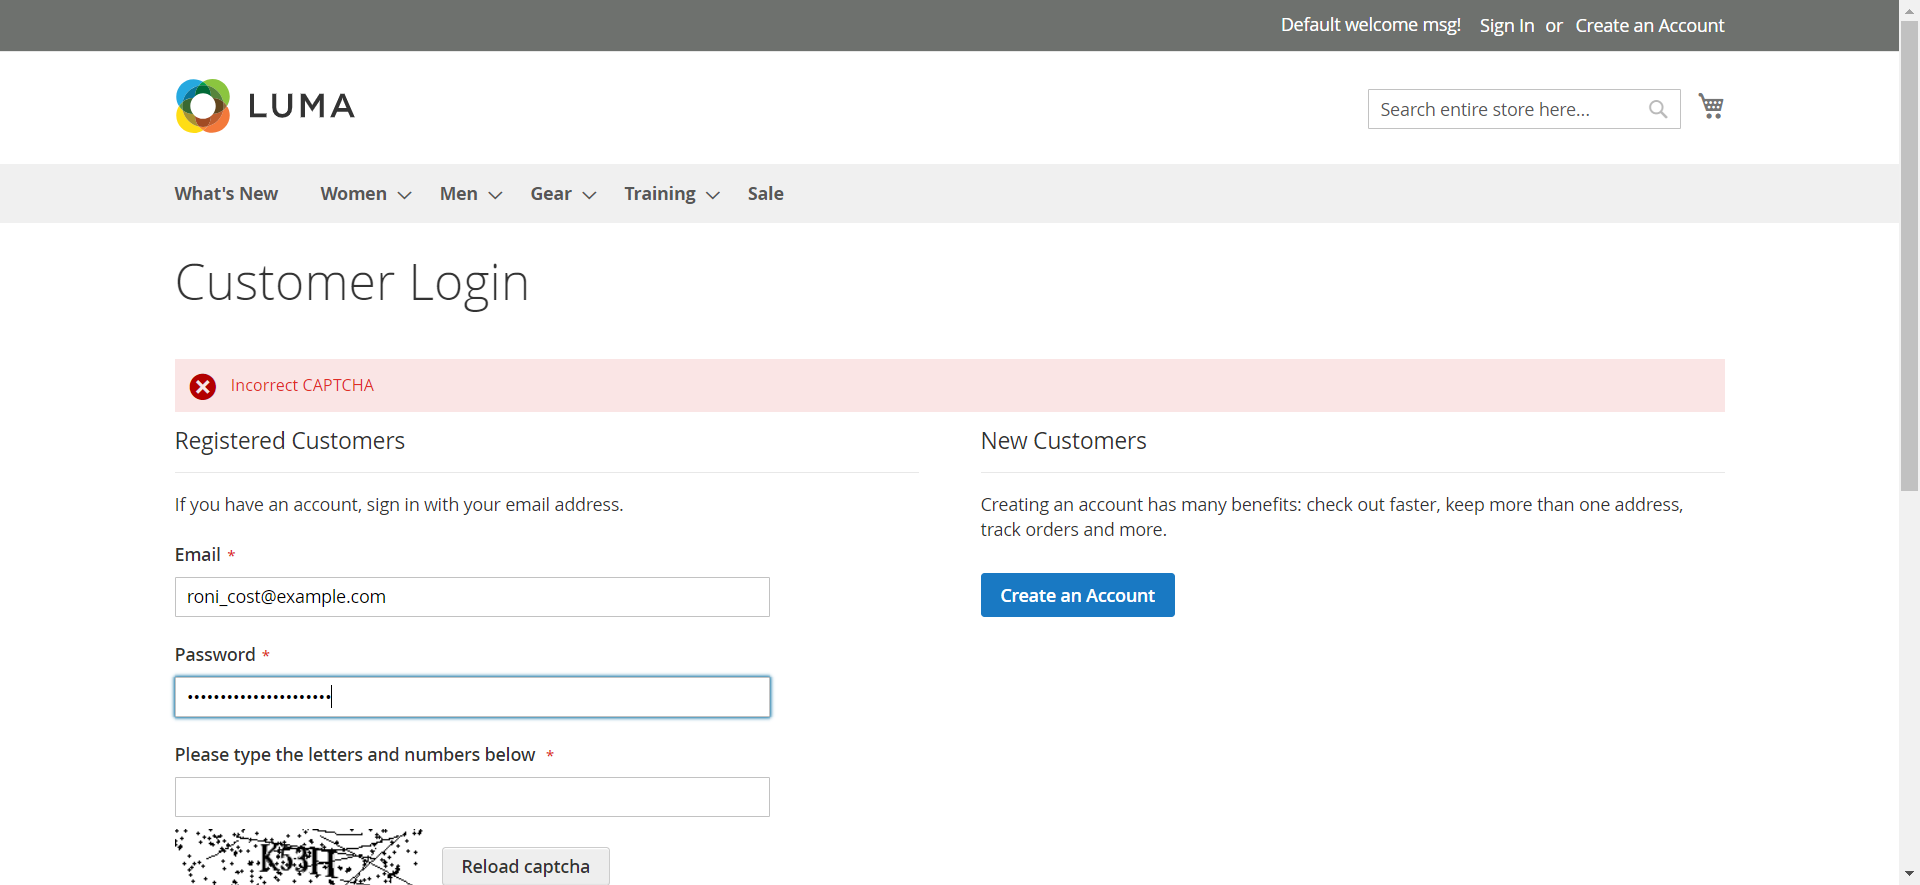 Default welcome msg! Sign In or Create an Account
LUMA
Search entire store here...
What's New Women Men Gear Training Sale
Customer Login
Incorrect CAPTCHA
Registered Customers
If you have an account, sign in with your email address.
Email *
roni_cost@example.com
Password *
••••••••••••••••••••••
Please type the letters and numbers below *
K53H
Reload captcha
New Customers
Creating an account has many benefits: check out faster, keep more than one address,
track orders and more.
Create an Account